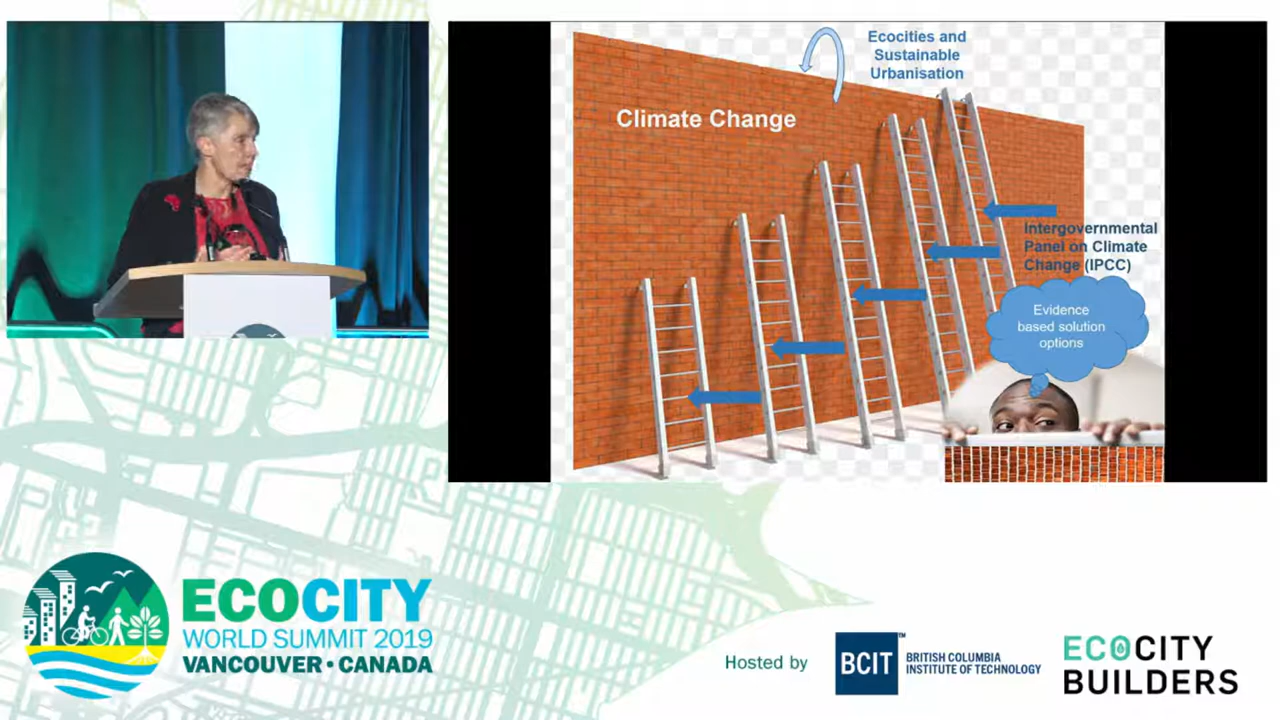 Ecocities and
Sustainable
Urbanisation
Climate Change
Intergovernmental
Panel on Climate
Change (IPCC)
Evidence
based solution
options
ECOCITY
WORLD SUMMIT 2019
VANCOUVER • CANADA
Hosted by
BCIT
TM
BRITISH COLUMBIA
INSTITUTE OF TECHNOLOGY
ECOCITY
BUILDERS